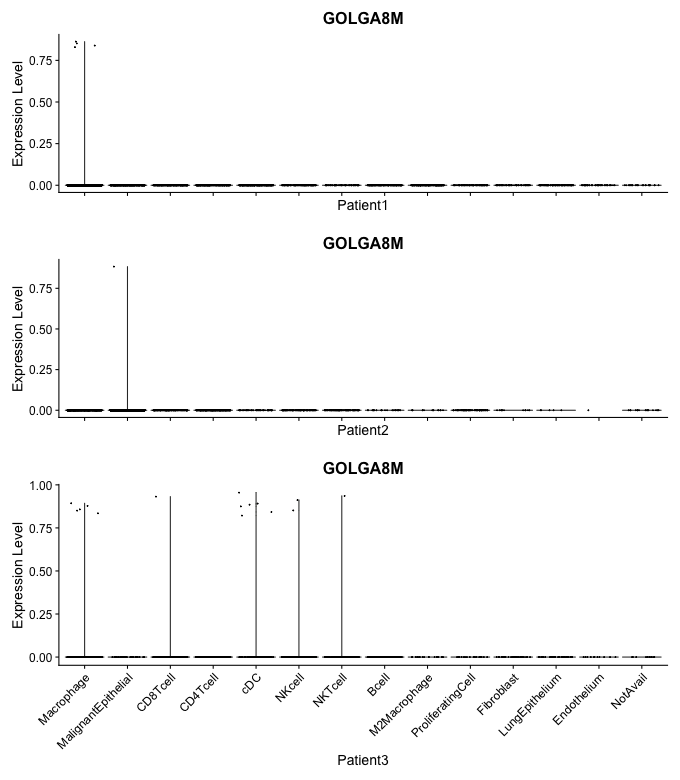 GOLGA8M
Expression Level
0.75
0.50
0.25
0.00
Patient1
GOLGA8M
Expression Level
0.75
0.50
0.25
0.00
Patient2
GOLGA8M
Expression Level
1.00
0.75
0.50
0.25
0.00
Macrophage
MalignantEpithelial
CD8Tcell
CD4Tcell
cDC
NKcell
NKTcell
Bcell
M2Macrophage
ProliferatingCell
Fibroblast
LungEpithelium
Endothelium
NotAvail
Patient3